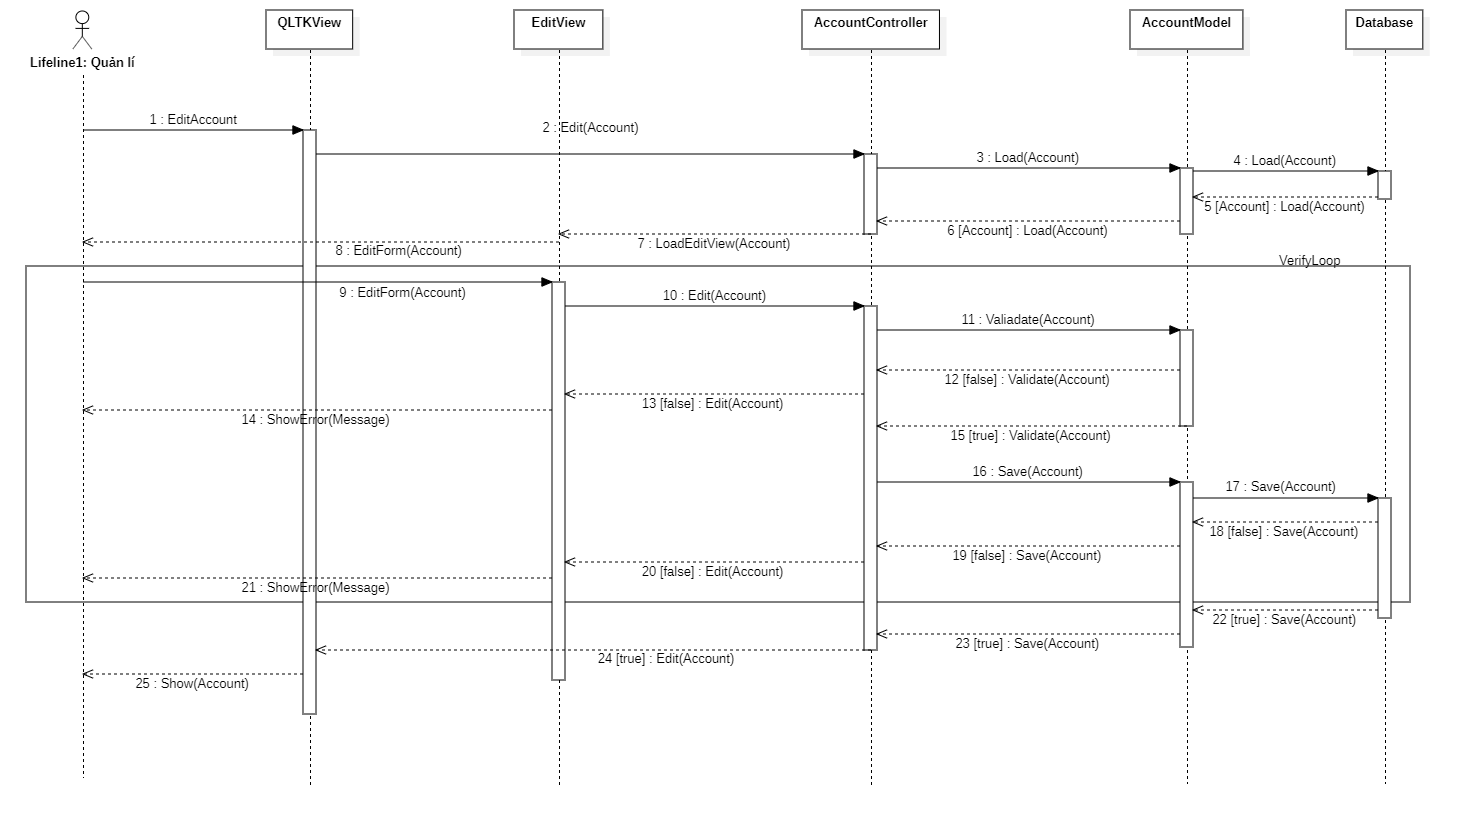 QLTKView
EditView
AccountController
AccountModel
Database
Lifeline1: Quản lí
1 : EditAccount
2 : Edit(Account)
3 : Load(Account)
4 : Load(Account)
5 [Account] : Load(Account)
6 [Account] : Load(Account)
7 : LoadEditView(Account)
8 : EditForm(Account)
VerifyLoop
9 : EditForm(Account)
10 : Edit(Account)
11 : Valiadate(Account)
12 [false] : Validate(Account)
13 [false] : Edit(Account)
14 : ShowError(Message)
15 [true] : Validate(Account)
16 : Save(Account)
17 : Save(Account)
18 [false] : Save(Account)
19 [false] : Save(Account)
20 [false] : Edit(Account)
21 : ShowError(Message)
22 [true] : Save(Account)
23 [true] : Save(Account)
24 [true] : Edit(Account)
25 : Show(Account)